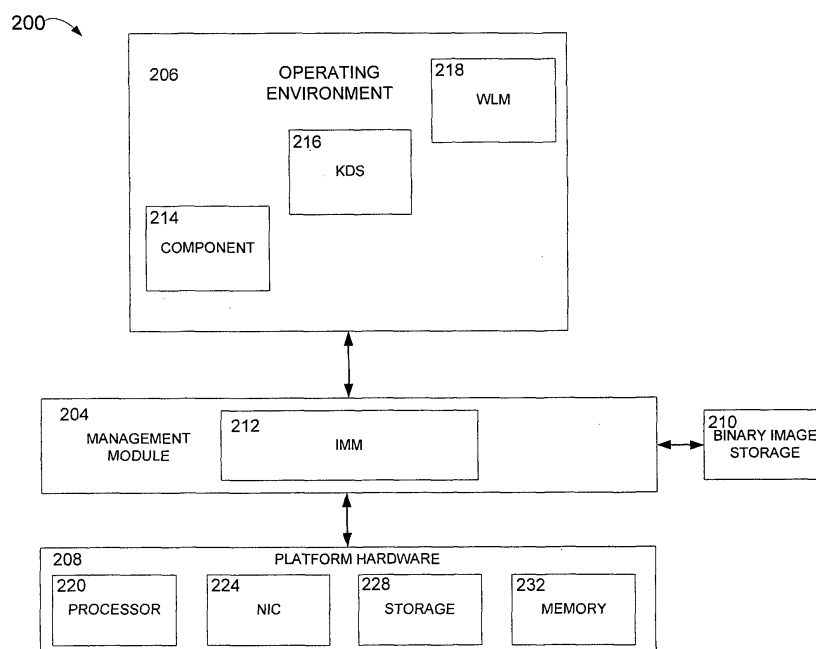 200
206
OPERATING
ENVIRONMENT
218
WLM
216
KDS
214
COMPONENT
204
MANAGEMENT
MODULE
212
IMM
210
BINARY IMAGE
STORAGE
208
PLATFORM HARDWARE
220
PROCESSOR
224
NIC
228
STORAGE
232
MEMORY